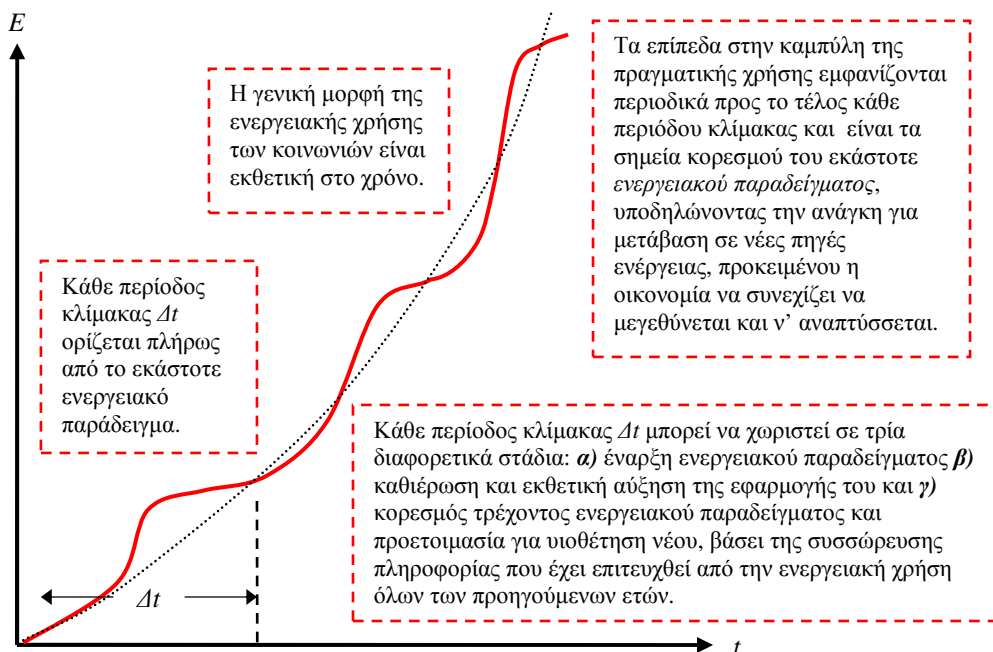 E
Η γενική μορφή της
ενεργειακής χρήσης
των κοινωνιών είναι
εκθετική στο χρόνο.
Τα επίπεδα στην καμπύλη της
πραγματικής χρήσης εμφανίζονται
περιοδικά προς το τέλος κάθε
περιόδου κλίμακας και είναι τα
σημεία κορεσμού του εκάστοτε
ενεργειακού παραδείγματος,
υποδηλώνοντας την ανάγκη για
μετάβαση σε νέες πηγές
ενέργειας, προκειμένου η
οικονομία να συνεχίζει να
μεγεθύνεται και ν’ αναπτύσσεται.
Κάθε περίοδος
κλίμακας Δt
ορίζεται πλήρως
από το εκάστοτε
ενεργειακό
παράδειγμα.
Κάθε περίοδος κλίμακας Δt μπορεί να χωριστεί σε τρία
διαφορετικά στάδια: α) έναρξη ενεργειακού παραδείγματος β)
καθιέρωση και εκθετική αύξηση της εφαρμογής του και γ)
κορεσμός τρέχοντος ενεργειακού παραδείγματος και
προετοιμασία για υιοθέτηση νέου, βάσει της συσσώρευσης
πληροφορίας που έχει επιτευχθεί από την ενεργειακή χρήση
όλων των προηγούμενων ετών.
Δt
t